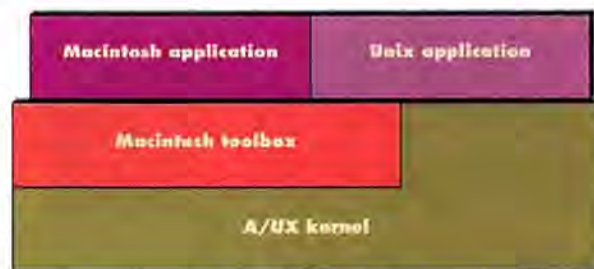 Macintosh application
Unix application
Macintosh toolbox
A/UX kernel